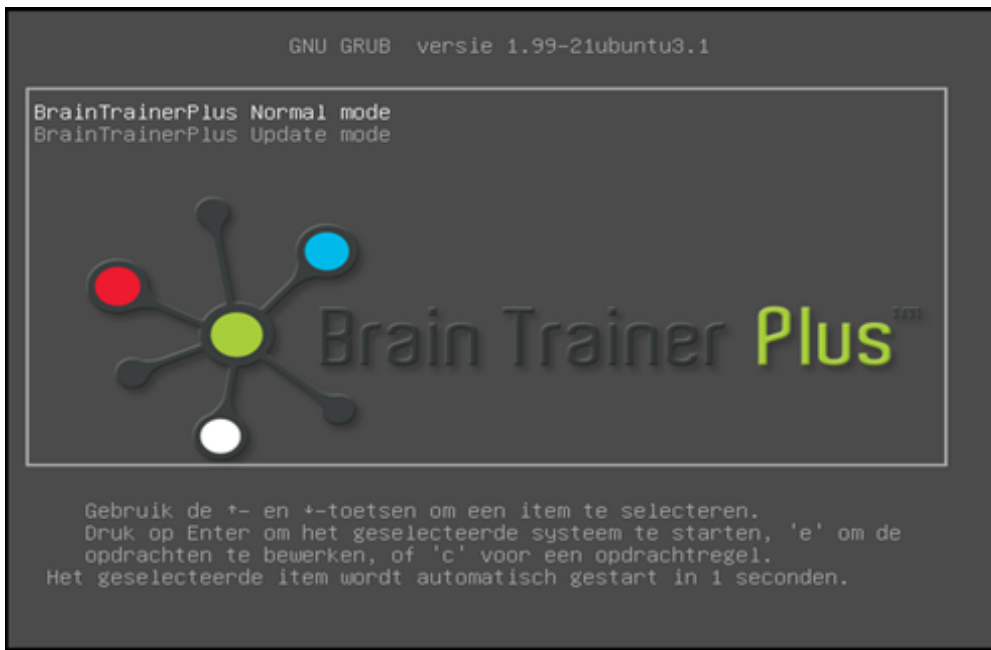 GNU GRUB  versie 1.99-21ubuntu3.1
BrainTrainerPlus Normal mode
BrainTrainerPlus Update mode
Brain Trainer Plus™
Gebruik de ↑- en ↓-toetsen om een item te selecteren.
Druk op Enter om het geselecteerde systeem te starten, 'e' om de
opdrachten te bewerken, of 'c' voor een opdrachtregel.
Het geselecteerde item wordt automatisch gestart in 1 seconden.